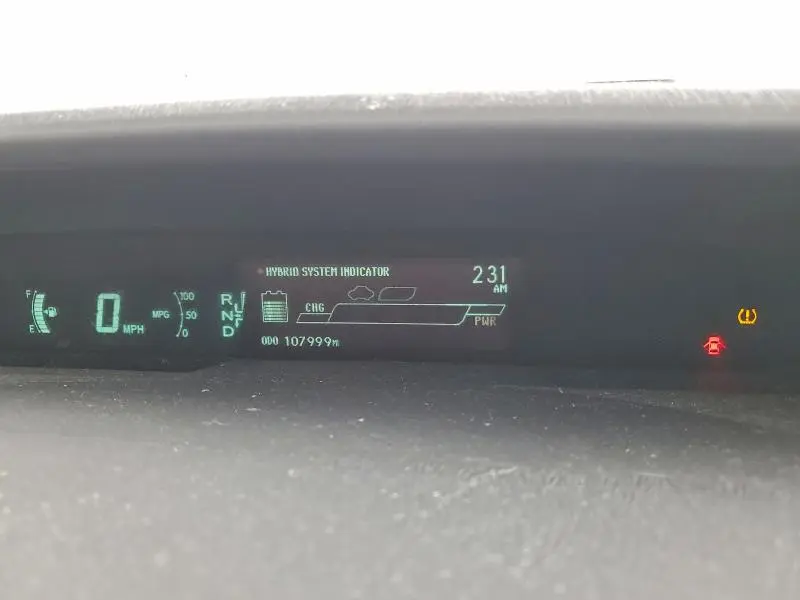 HYBRID SYSTEM INDICATOR
231
AM
F
E
0
MPH
MPG
100
50
0
R
N
D
CHG
PWR
ODO 107999MI